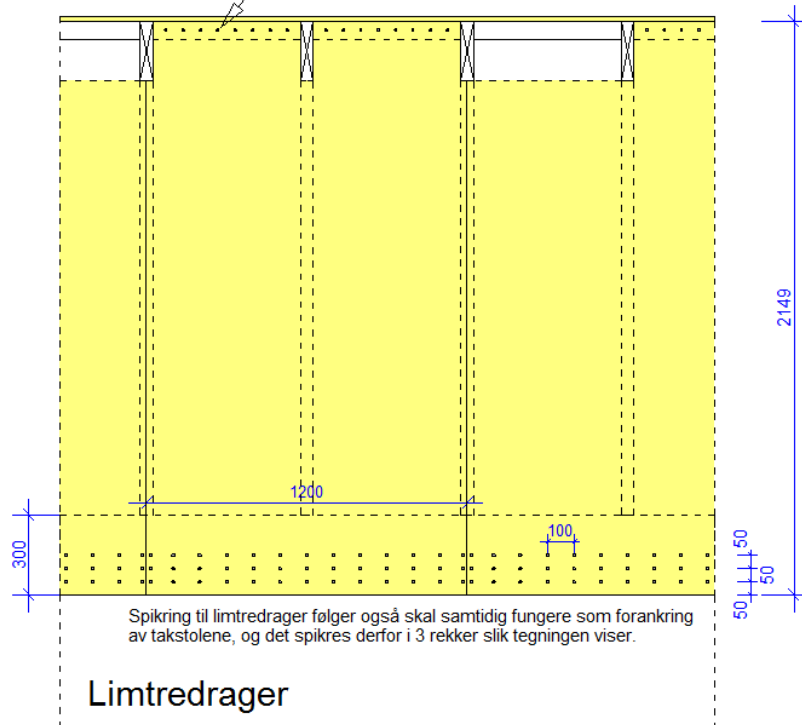 2149
1200
100
300
50
50
50
Spikring til limtredrager følger også skal samtidig fungere som forankring
av takstolene, og det spikres derfor i 3 rekker slik tegningen viser.
Limtredrager